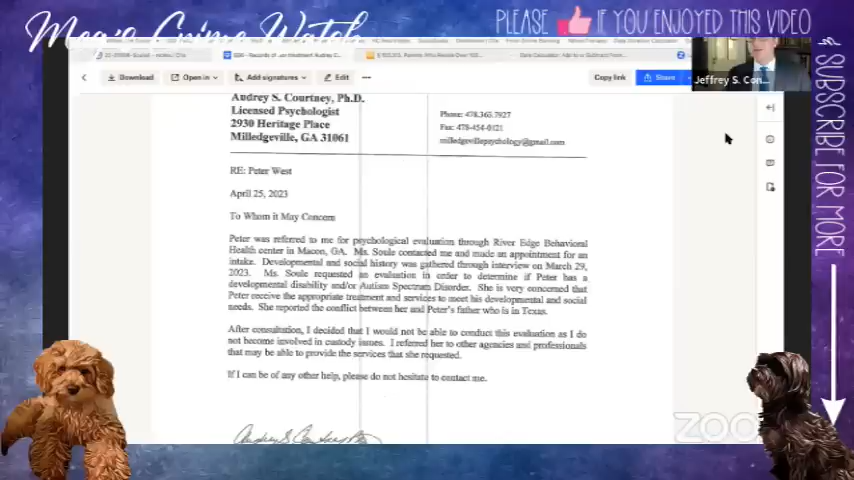 Meg's Crime Watch
PLEASE IF YOU ENJOYED THIS VIDEO
& SUBSCRIBE FOR MORE
Download
Open in
Add signatures
Edit
Copy link
Share
Jeffrey S. Con...
Audrey S. Courtney, Ph.D.
Licensed Psychologist
2930 Heritage Place
Milledgeville, GA 31061
Phone: 478.363.7927
Fax: 478-454-0121
milledgevillepsychology@gmail.com
RE: Peter West
April 25, 2023
To Whom it May Concern
Peter was referred to me for psychological evaluation through River Edge Behavioral
Health center in Macon, GA. Ms. Soule contacted me and made an appointment for an
intake. Developmental and social history was gathered through interview on March 29,
2023. Ms. Soule requested an evaluation in order to determine if Peter has a
developmental disability and/or Autism Spectrum Disorder. She is very concerned that
Peter receive the appropriate treatment and services to meet his developmental and social
needs. She reported the conflict between her and Peter's father who is in Texas.
After consultation, I decided that I would not be able to conduct this evaluation as I do
not become involved in custody issues. I referred her to other agencies and professionals
that may be able to provide the services that she requested.
If I can be of any other help, please do not hesitate to contact me.
zoom